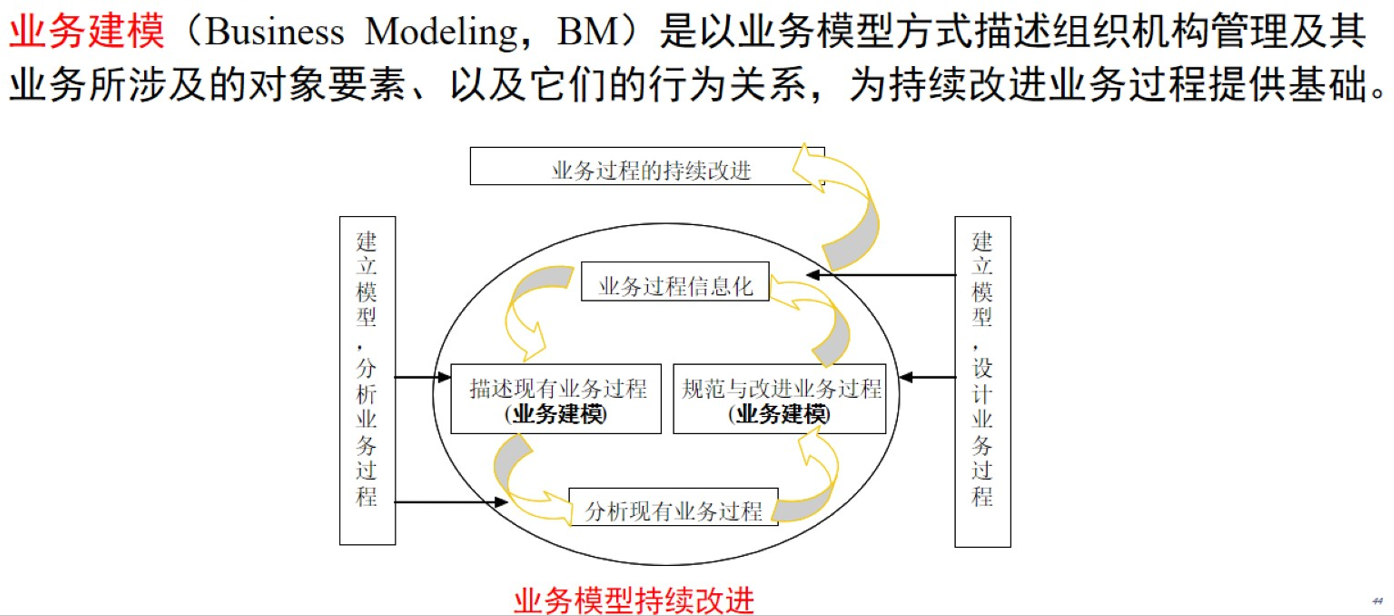 业务建模（Business Modeling，BM）是以业务模型方式描述组织机构管理及其
业务所涉及的对象要素、以及它们的行为关系，为持续改进业务过程提供基础。
业务过程的持续改进
建立模型，分析业务过程
业务过程信息化
描述现有业务过程
(业务建模)
规范与改进业务过程
(业务建模)
分析现有业务过程
建立模型，设计业务过程
业务模型持续改进
44